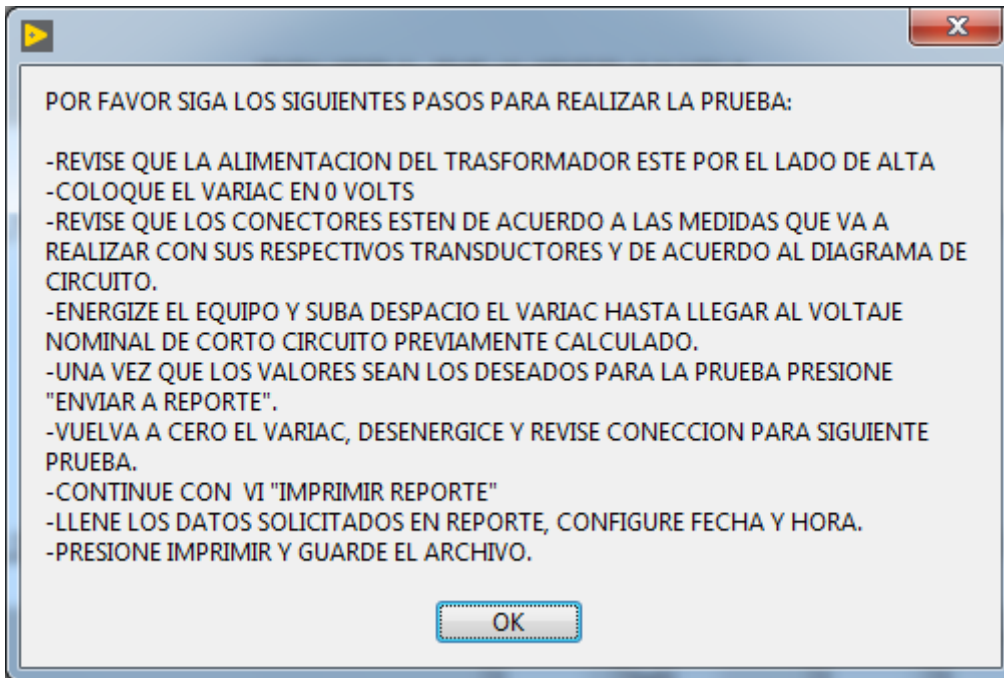 POR FAVOR SIGA LOS SIGUIENTES PASOS PARA REALIZAR LA PRUEBA:
-REVISE QUE LA ALIMENTACION DEL TRASFORMADOR ESTE POR EL LADO DE ALTA
-COLOQUE EL VARIAC EN 0 VOLTS
-REVISE QUE LOS CONECTORES ESTEN DE ACUERDO A LAS MEDIDAS QUE VA A
REALIZAR CON SUS RESPECTIVOS TRANSDUCTORES Y DE ACUERDO AL DIAGRAMA DE
CIRCUITO.
-ENERGIZE EL EQUIPO Y SUBA DESPACIO EL VARIAC HASTA LLEGAR AL VOLTAJE
NOMINAL DE CORTO CIRCUITO PREVIAMENTE CALCULADO.
-UNA VEZ QUE LOS VALORES SEAN LOS DESEADOS PARA LA PRUEBA PRESIONE
"ENVIAR A REPORTE".
-VUELVA A CERO EL VARIAC, DESENERGICE Y REVISE CONECCION PARA SIGUIENTE
PRUEBA.
-CONTINUE CON  VI "IMPRIMIR REPORTE"
-LLENE LOS DATOS SOLICITADOS EN REPORTE, CONFIGURE FECHA Y HORA.
-PRESIONE IMPRIMIR Y GUARDE EL ARCHIVO.
OK